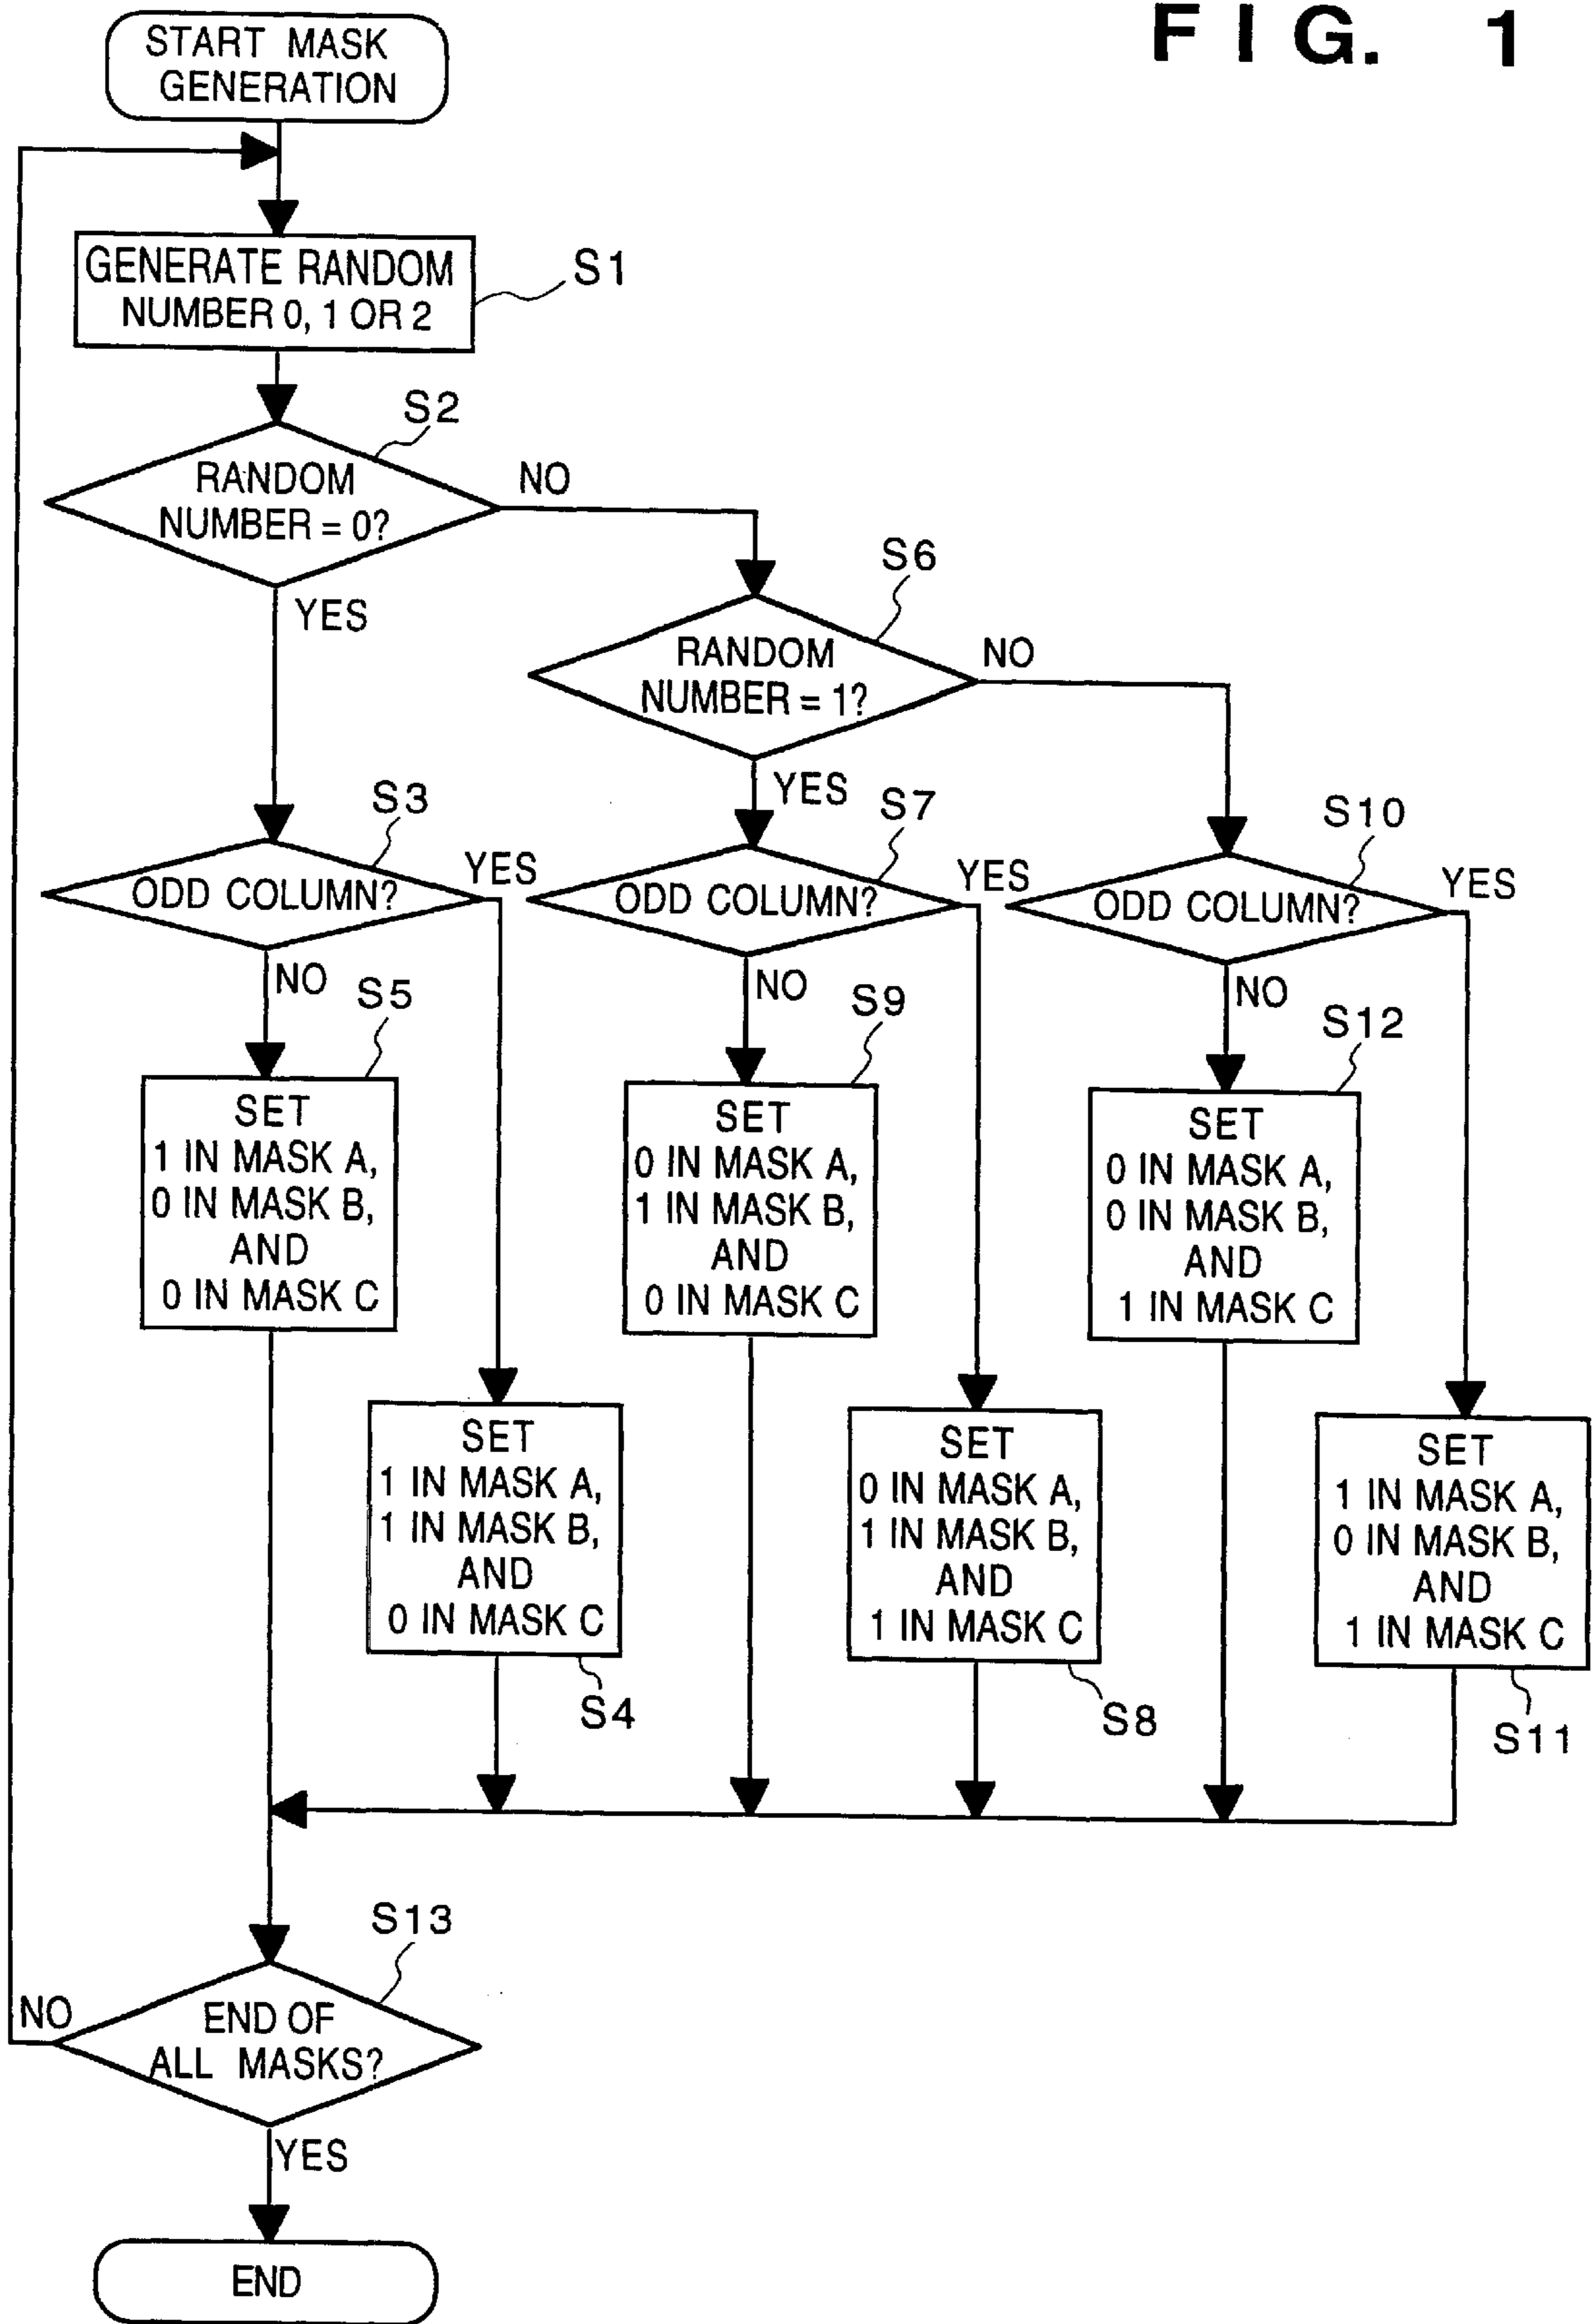 FIG. 1
START MASK
GENERATION
GENERATE RANDOM
NUMBER 0, 1 OR 2
S1
S2
RANDOM
NUMBER = 0?
NO
YES
S6
RANDOM
NUMBER = 1?
NO
YES
S3
ODD COLUMN?
YES
NO
S7
ODD COLUMN?
YES
NO
S10
ODD COLUMN?
YES
NO
S5
SET
1 IN MASK A,
0 IN MASK B,
AND
0 IN MASK C
S9
SET
0 IN MASK A,
1 IN MASK B,
AND
0 IN MASK C
S12
SET
0 IN MASK A,
0 IN MASK B,
AND
1 IN MASK C
SET
1 IN MASK A,
1 IN MASK B,
AND
0 IN MASK C
S4
SET
0 IN MASK A,
1 IN MASK B,
AND
1 IN MASK C
S8
SET
1 IN MASK A,
0 IN MASK B,
AND
1 IN MASK C
S11
S13
END OF
ALL MASKS?
NO
YES
END